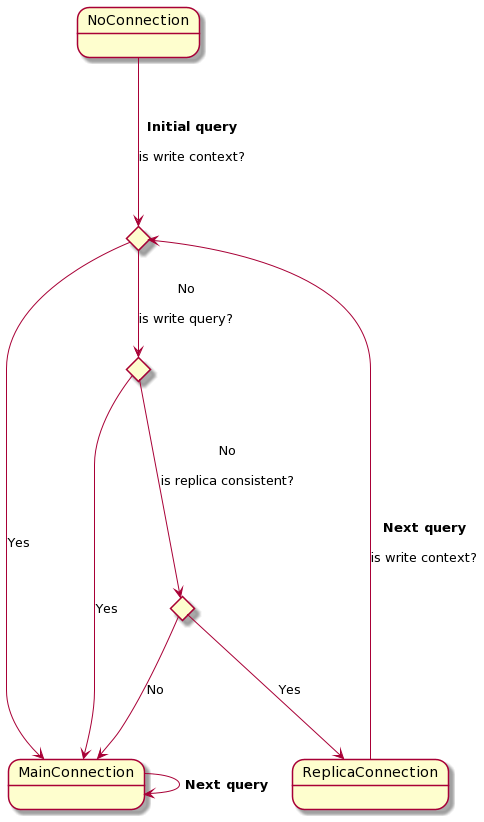 NoConnection
Initial query
is write context?
No
is write query?
No
is replica consistent?
Next query
is write context?
Yes
Yes
No
Yes
MainConnection
ReplicaConnection
Next query